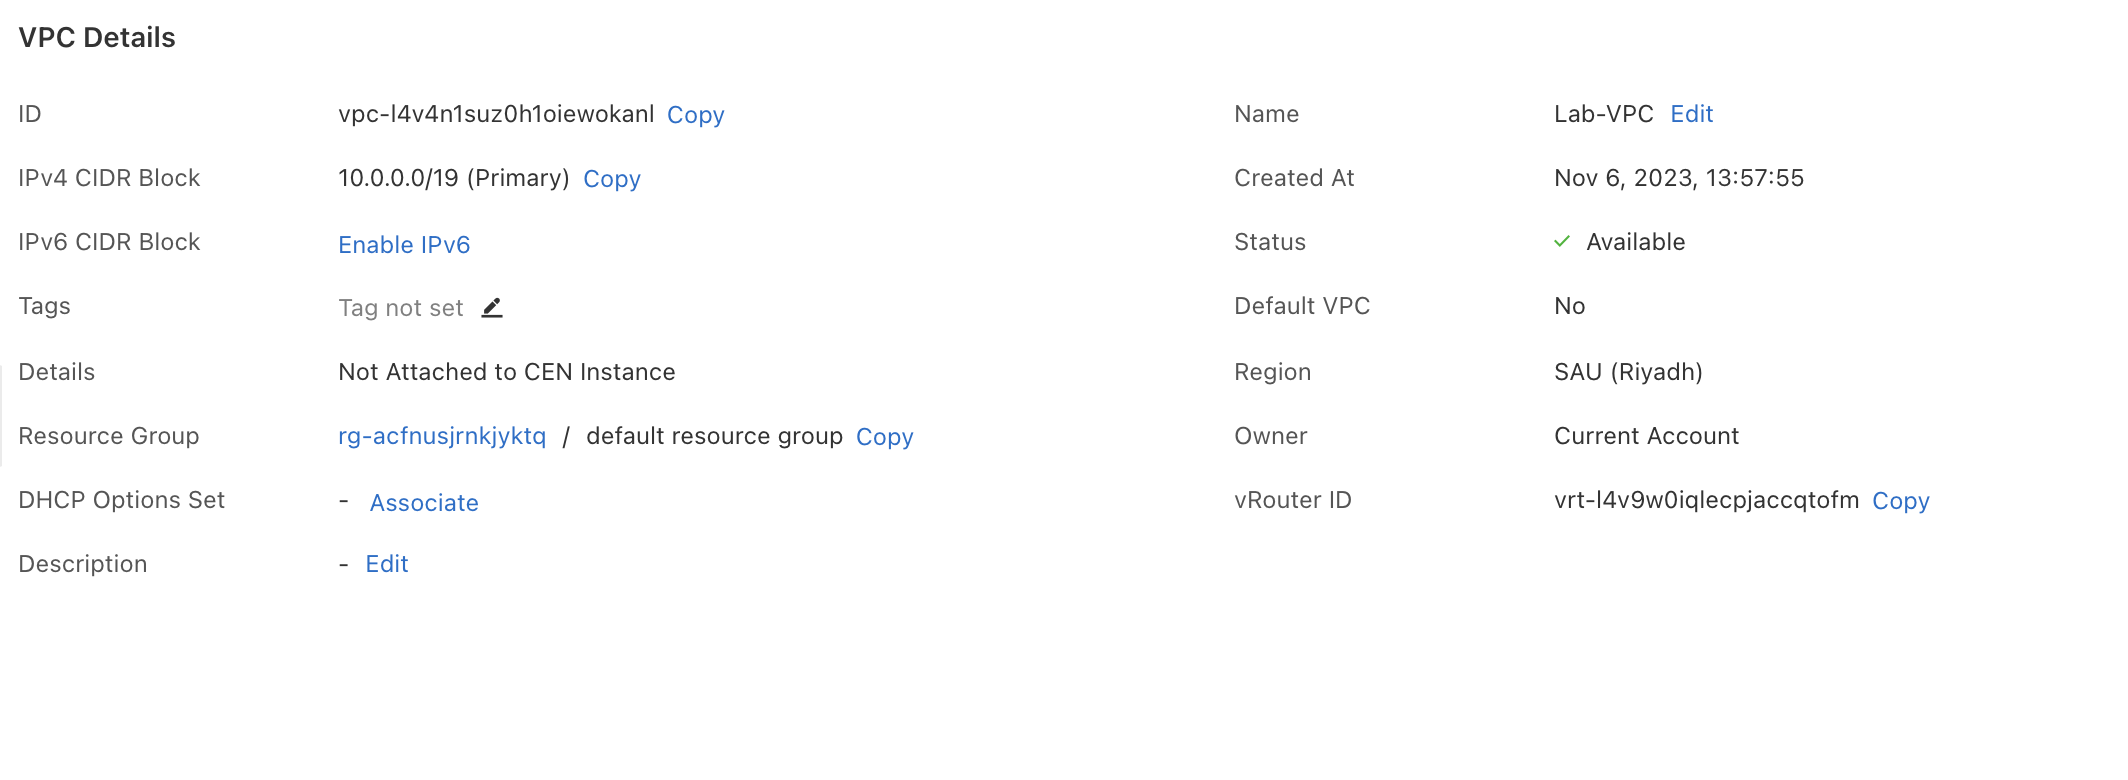 VPC Details
ID vpc-l4v4n1suz0h1oiewokanl Copy Name Lab-VPC Edit
IPv4 CIDR Block 10.0.0.0/19 (Primary) Copy Created At Nov 6, 2023, 13:57:55
IPv6 CIDR Block Enable IPv6 Status Available
Tags Tag not set Default VPC No
Details Not Attached to CEN Instance Region SAU (Riyadh)
Resource Group rg-acfnusjrnkjyktq / default resource group Copy Owner Current Account
DHCP Options Set - Associate vRouter ID vrt-l4v9w0iqlecpjaccqtofm Copy
Description - Edit